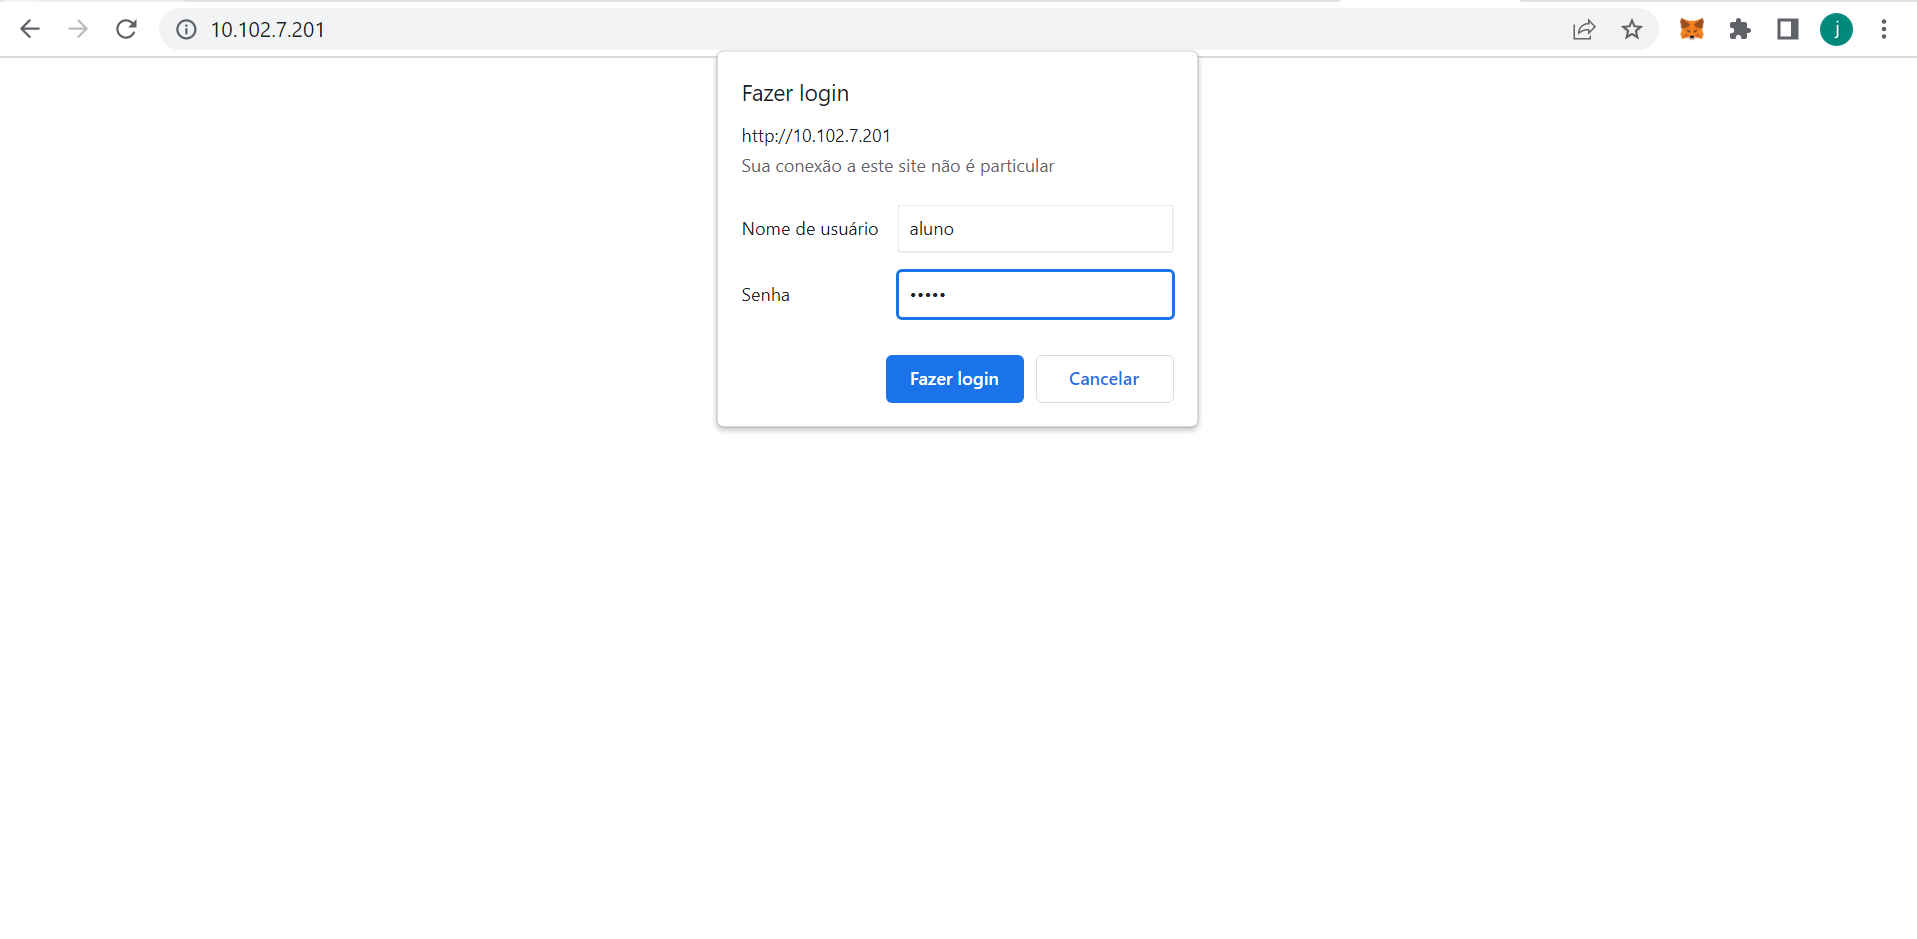 10.102.7.201
j
Fazer login
http://10.102.7.201
Sua conexão a este site não é particular
Nome de usuário aluno
Senha •••••
Fazer login Cancelar